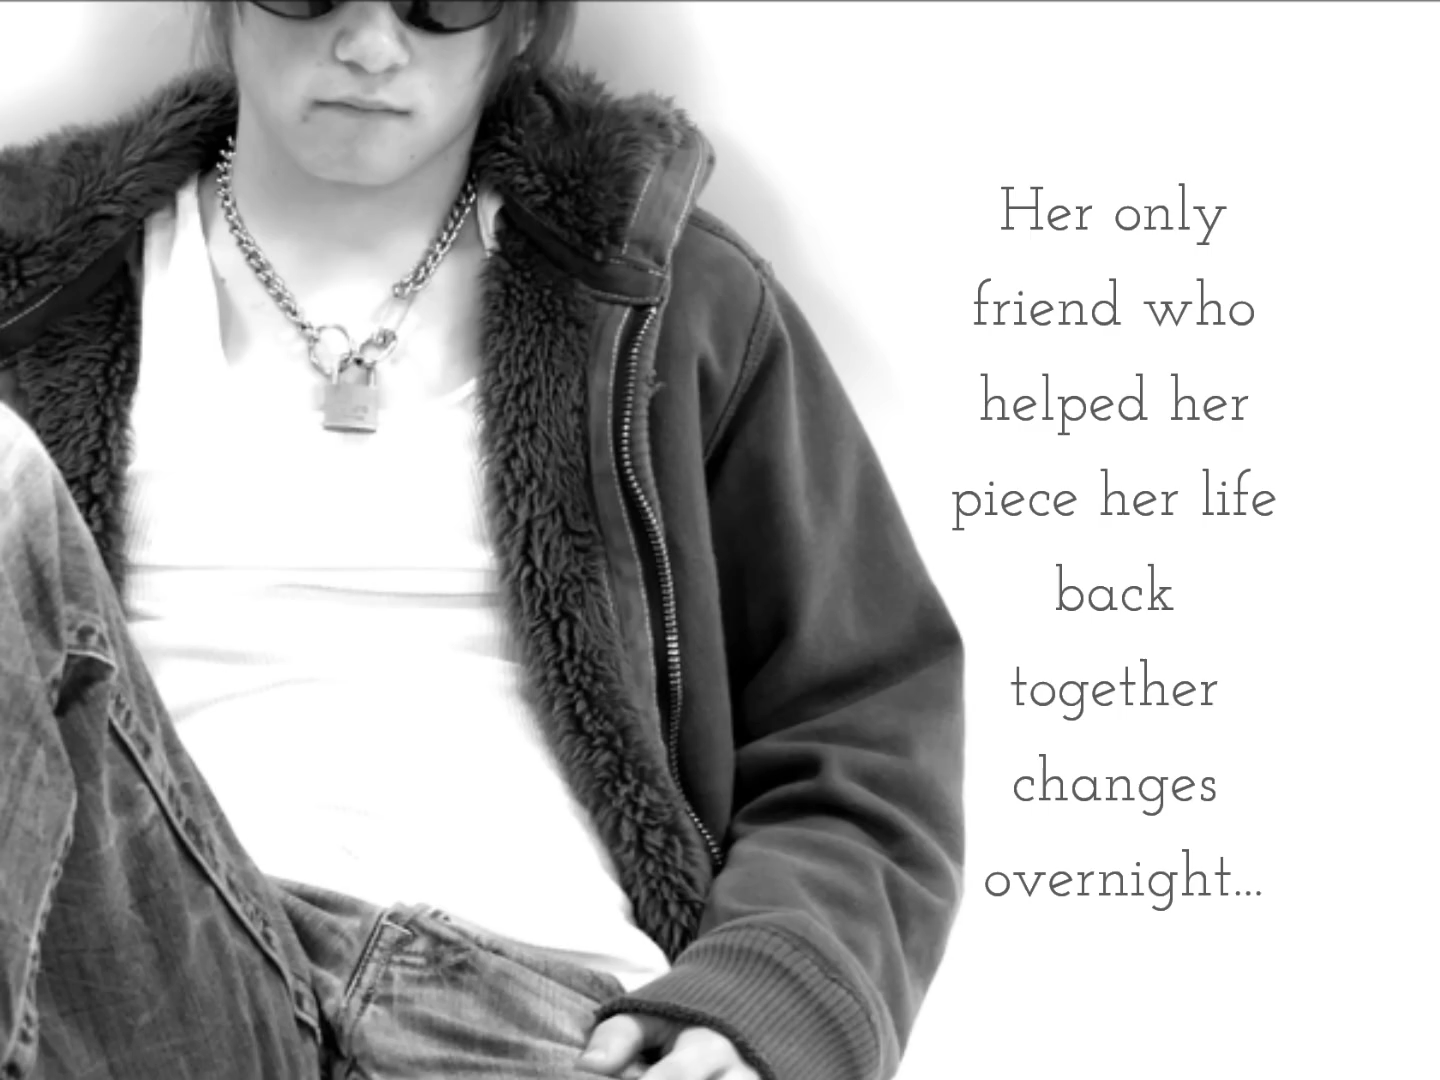 Her only
friend who
helped her
piece her life
back
together
changes
overnight...